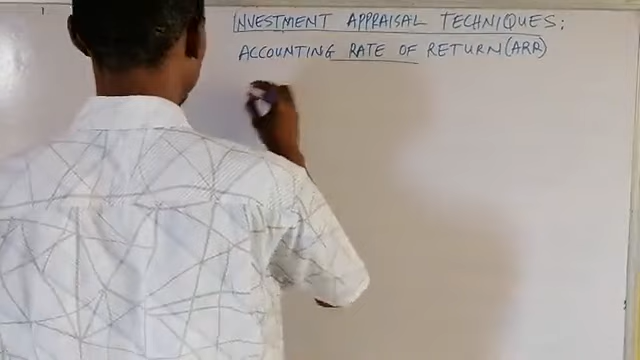 INVESTMENT APPRAISAL TECHNIQUES:
ACCOUNTING RATE OF RETURN (ARR)